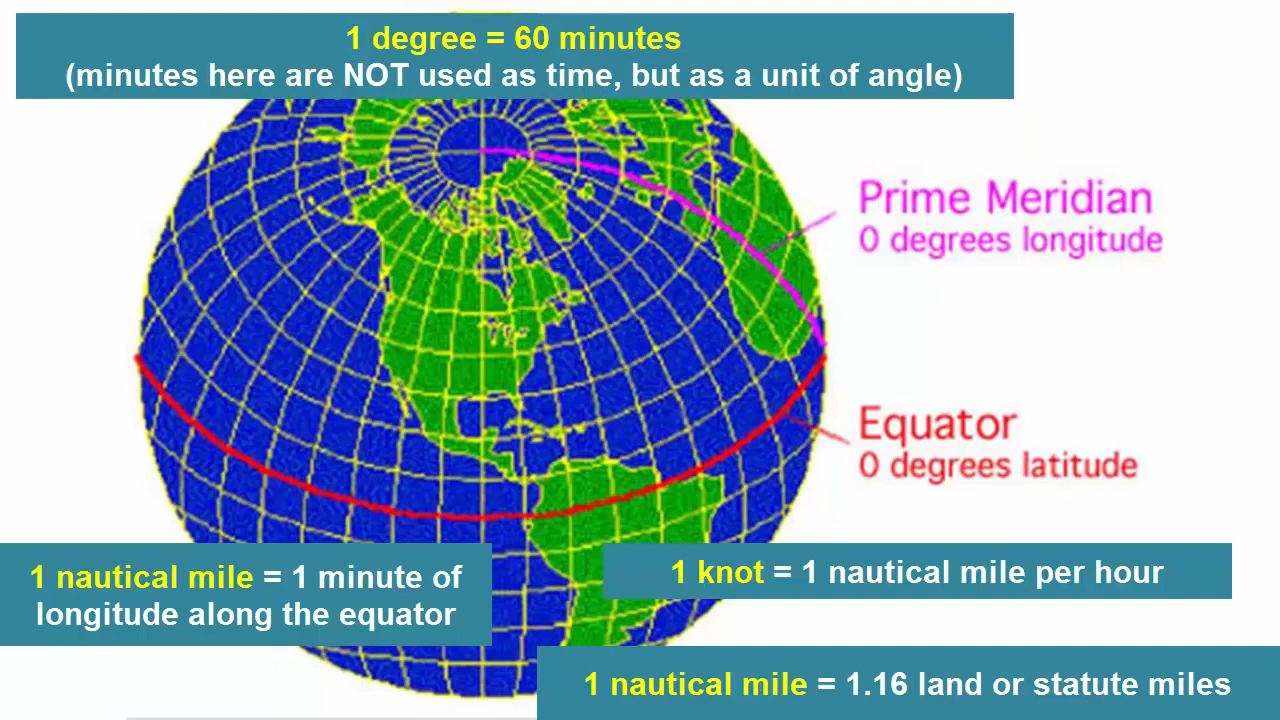 1 degree = 60 minutes
(minutes here are NOT used as time, but as a unit of angle)
Prime Meridian
0 degrees longitude
Equator
0 degrees latitude
1 nautical mile = 1 minute of
longitude along the equator
1 knot = 1 nautical mile per hour
1 nautical mile = 1.16 land or statute miles